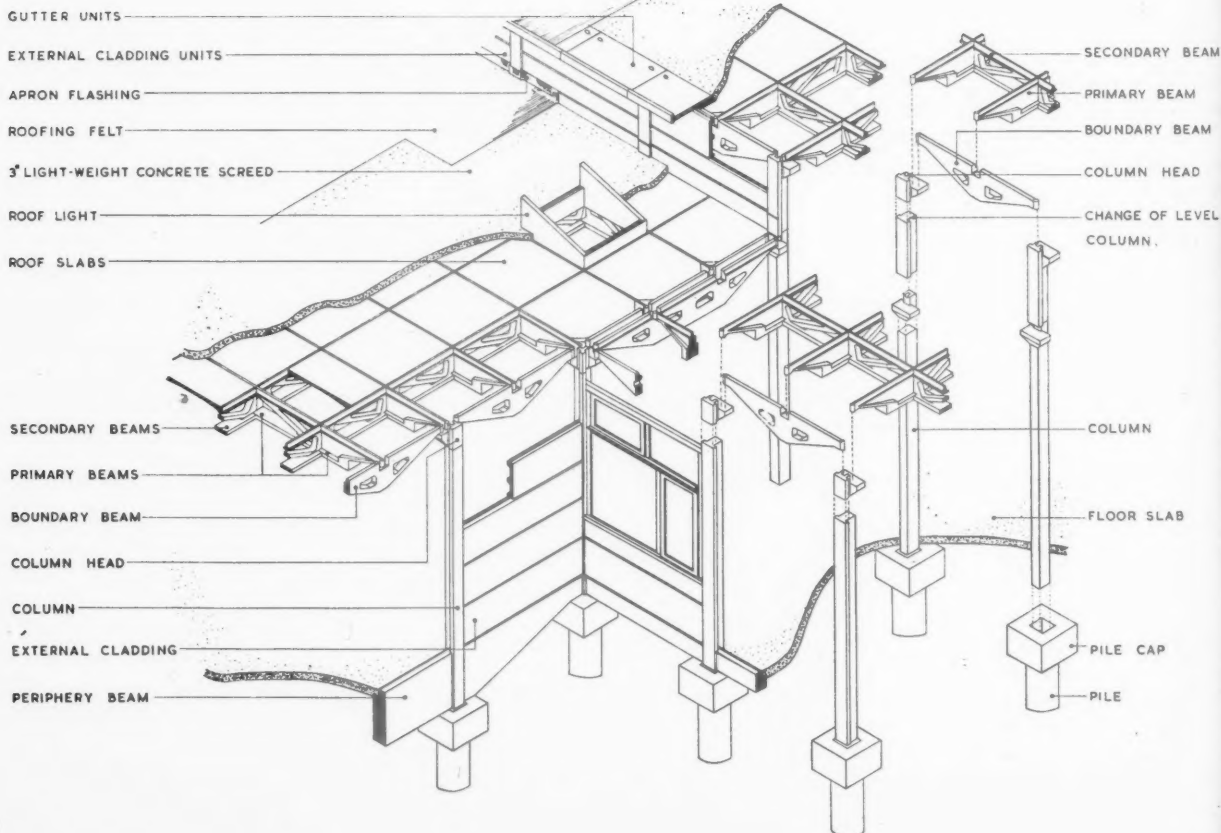 GUTTER UNITS
EXTERNAL CLADDING UNITS
APRON FLASHING
ROOFING FELT
3" LIGHT-WEIGHT CONCRETE SCREED
ROOF LIGHT
ROOF SLABS
SECONDARY BEAMS
PRIMARY BEAMS
BOUNDARY BEAM
COLUMN HEAD
COLUMN
EXTERNAL CLADDING
PERIPHERY BEAM
SECONDARY BEAM
PRIMARY BEAM
BOUNDARY BEAM
COLUMN HEAD
CHANGE OF LEVEL
COLUMN.
COLUMN
FLOOR SLAB
PILE CAP
PILE